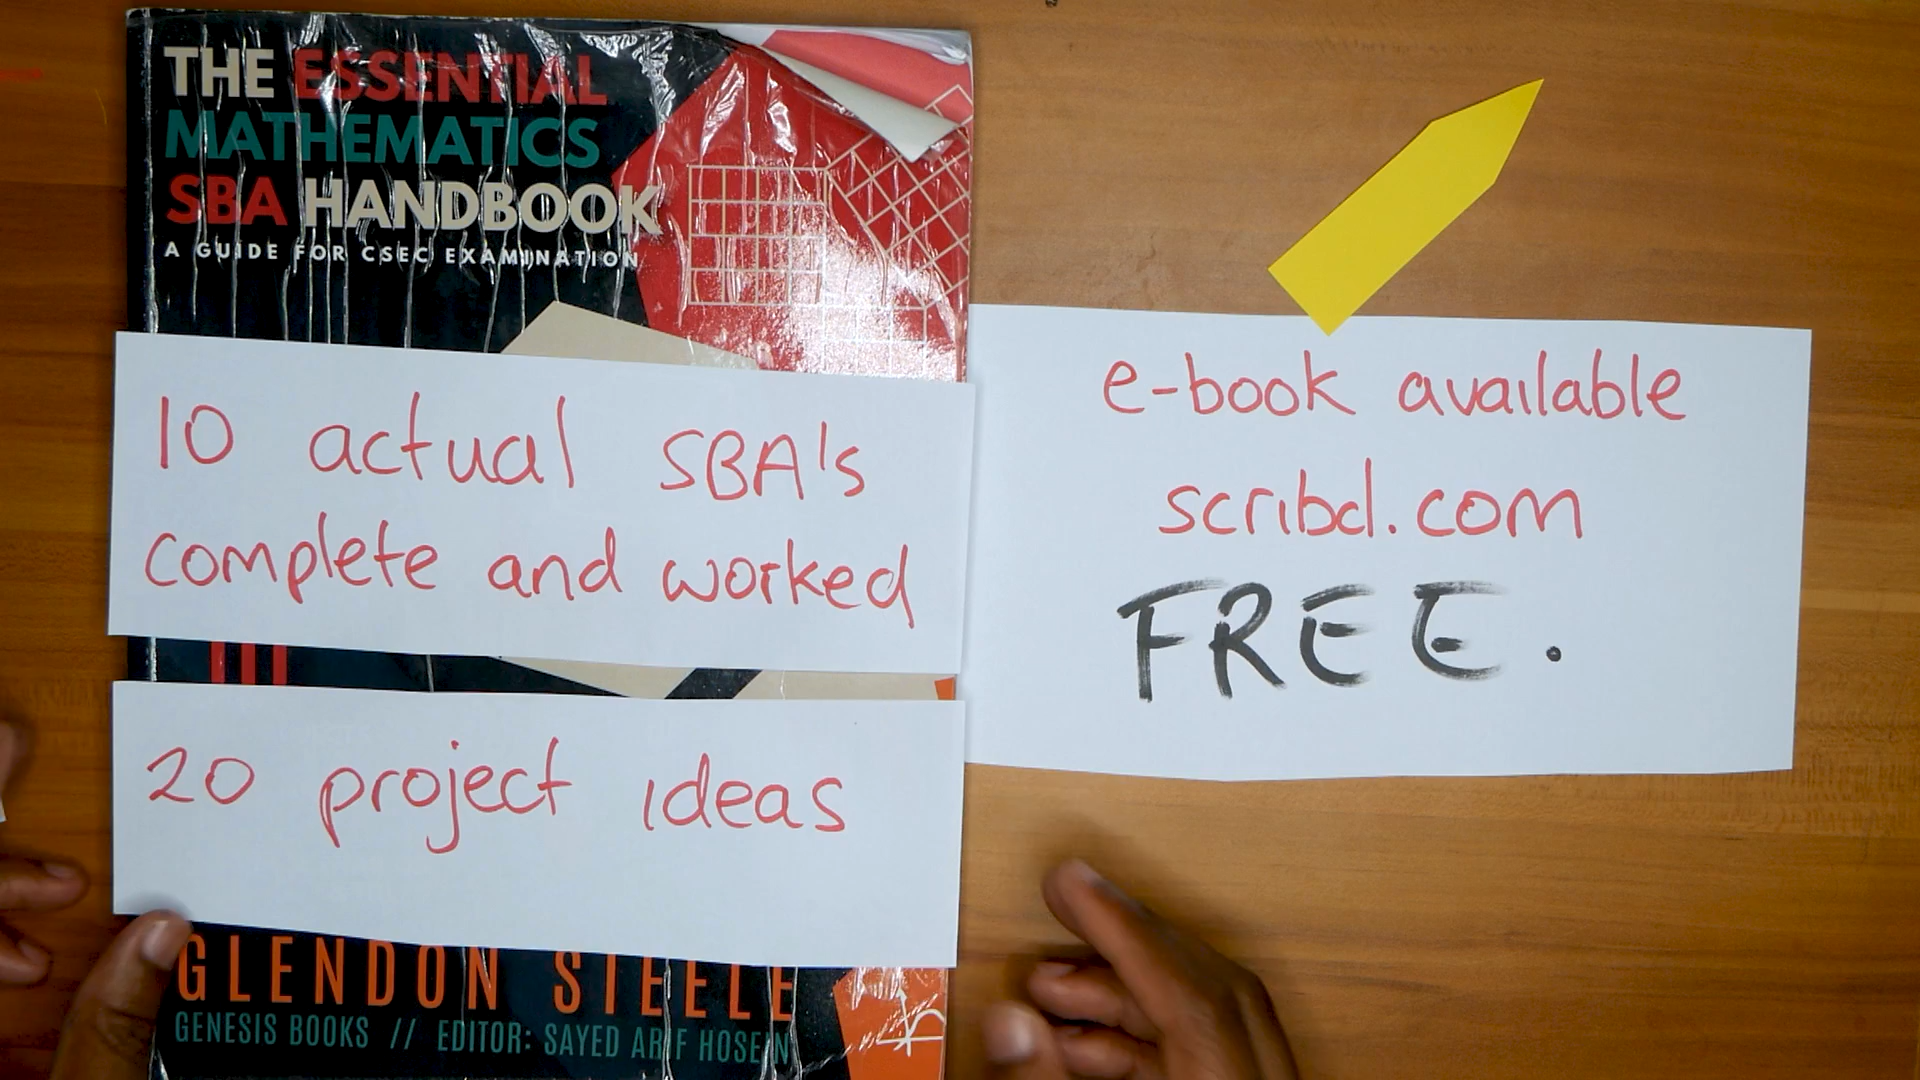 THE ESSENTIAL
MATHEMATICS
SBA HANDBOOK
A GUIDE FOR CSEC EXAMINATION
10 actual SBA's
complete and worked
20 project ideas
GLENDON STEELE
GENESIS BOOKS // EDITOR: SAYED ARIF HOSEIN
e-book available
scribd.com
FREE.